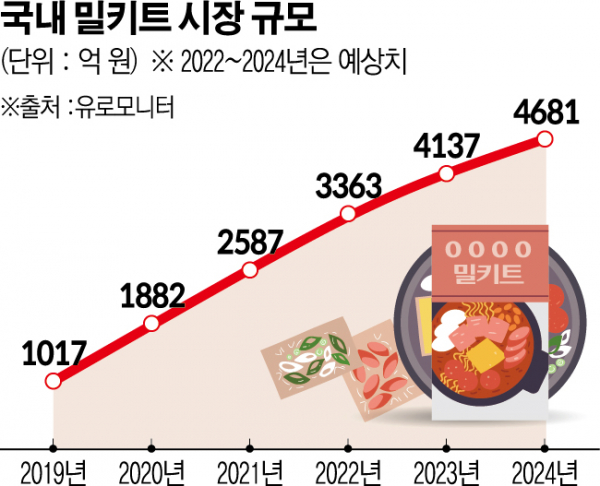 국내 밀키트 시장 규모
(단위 : 억 원) ※ 2022~2024년은 예상치
※출처 :유로모니터
4681
4137
3363
2587
1882
1017
OOOO
밀키트
2019년 2020년 2021년 2022년 2023년 2024년